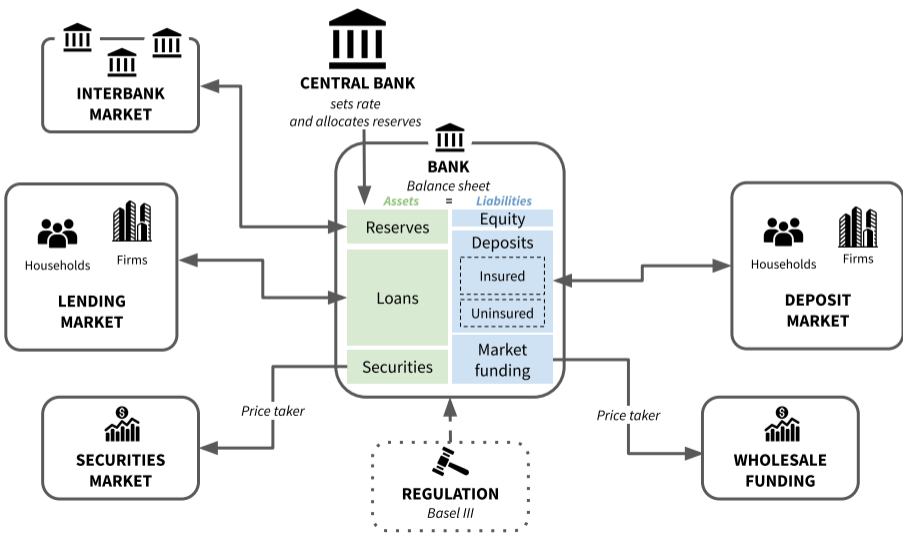 INTERBANK
MARKET
CENTRAL BANK
sets rate
and allocates reserves
BANK
Balance sheet
Assets = Liabilities
Reserves
Loans
Securities
Equity
Deposits
Insured
Uninsured
Market
funding
Households
Firms
LENDING
MARKET
Households
Firms
DEPOSIT
MARKET
Price taker
$
SECURITIES
MARKET
REGULATION
Basel III
Price taker
$
WHOLESALE
FUNDING